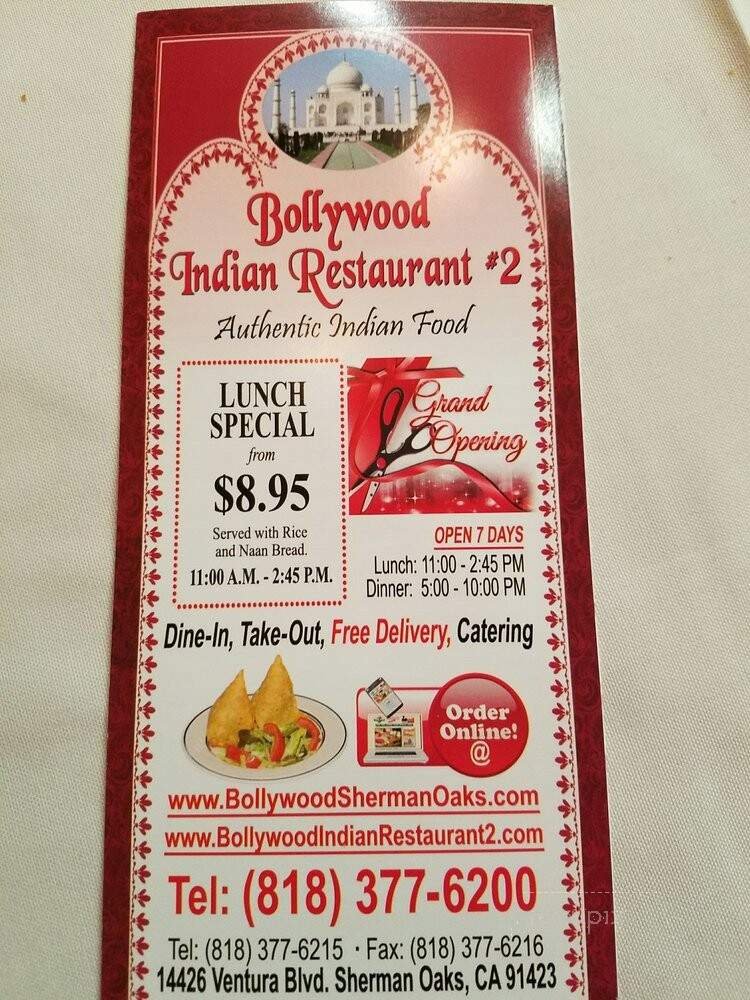 Bollywood
Indian Restaurant #2
Authentic Indian Food
LUNCH
SPECIAL
from
$8.95
Served with Rice
and Naan Bread.
11:00 A.M. - 2:45 P.M.
Grand
Opening
OPEN 7 DAYS
Lunch: 11:00 - 2:45 PM
Dinner: 5:00 - 10:00 PM
Dine-In, Take-Out, Free Delivery, Catering
Order
Online!
@
www.BollywoodShermanOaks.com
www.BollywoodIndianRestaurant2.com
Tel: (818) 377-6200
Tel: (818) 377-6215 · Fax: (818) 377-6216
14426 Ventura Blvd. Sherman Oaks, CA 91423